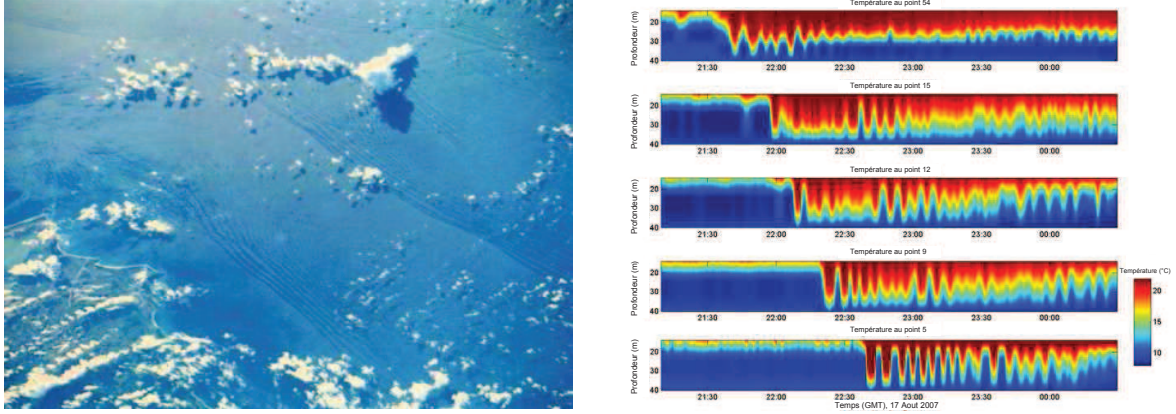 Température au point 54
Profondeur (m)
20
30
40
21:30 22:00 22:30 23:00 23:30 00:00
Température au point 15
Profondeur (m)
20
30
40
21:30 22:00 22:30 23:00 23:30 00:00
Température au point 12
Profondeur (m)
20
30
40
21:30 22:00 22:30 23:00 23:30 00:00
Température au point 9
Profondeur (m)
20
30
40
21:30 22:00 22:30 23:00 23:30 00:00
Température (°C)
20
15
10
Température au point 5
Profondeur (m)
20
30
40
21:30 22:00 22:30 23:00 23:30 00:00
Temps (GMT), 17 Aout 2007